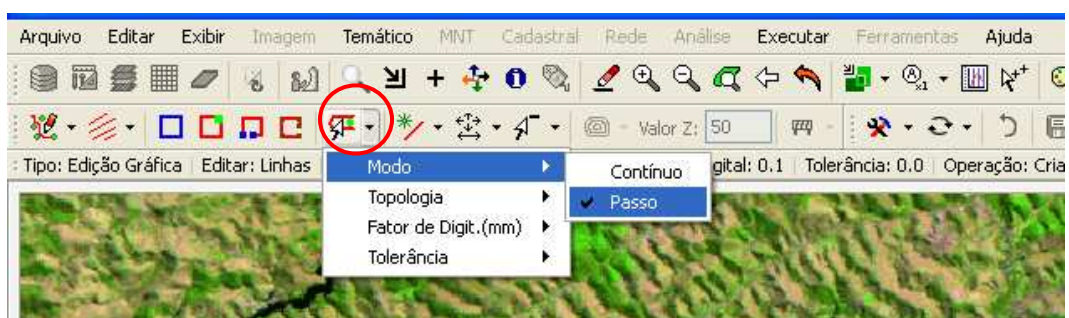 Arquivo Editar Exibir Imagem Temático MNT Cadastral Rede Análise Executar Ferramentas Ajuda
Valor Z: 50
Tipo: Edição Gráfica Editar: Linhas gital: 0.1 Tolerância: 0.0 Operação: Cria
Modo
Contínuo
Topologia
Passo
Fator de Digit.(mm)
Tolerância